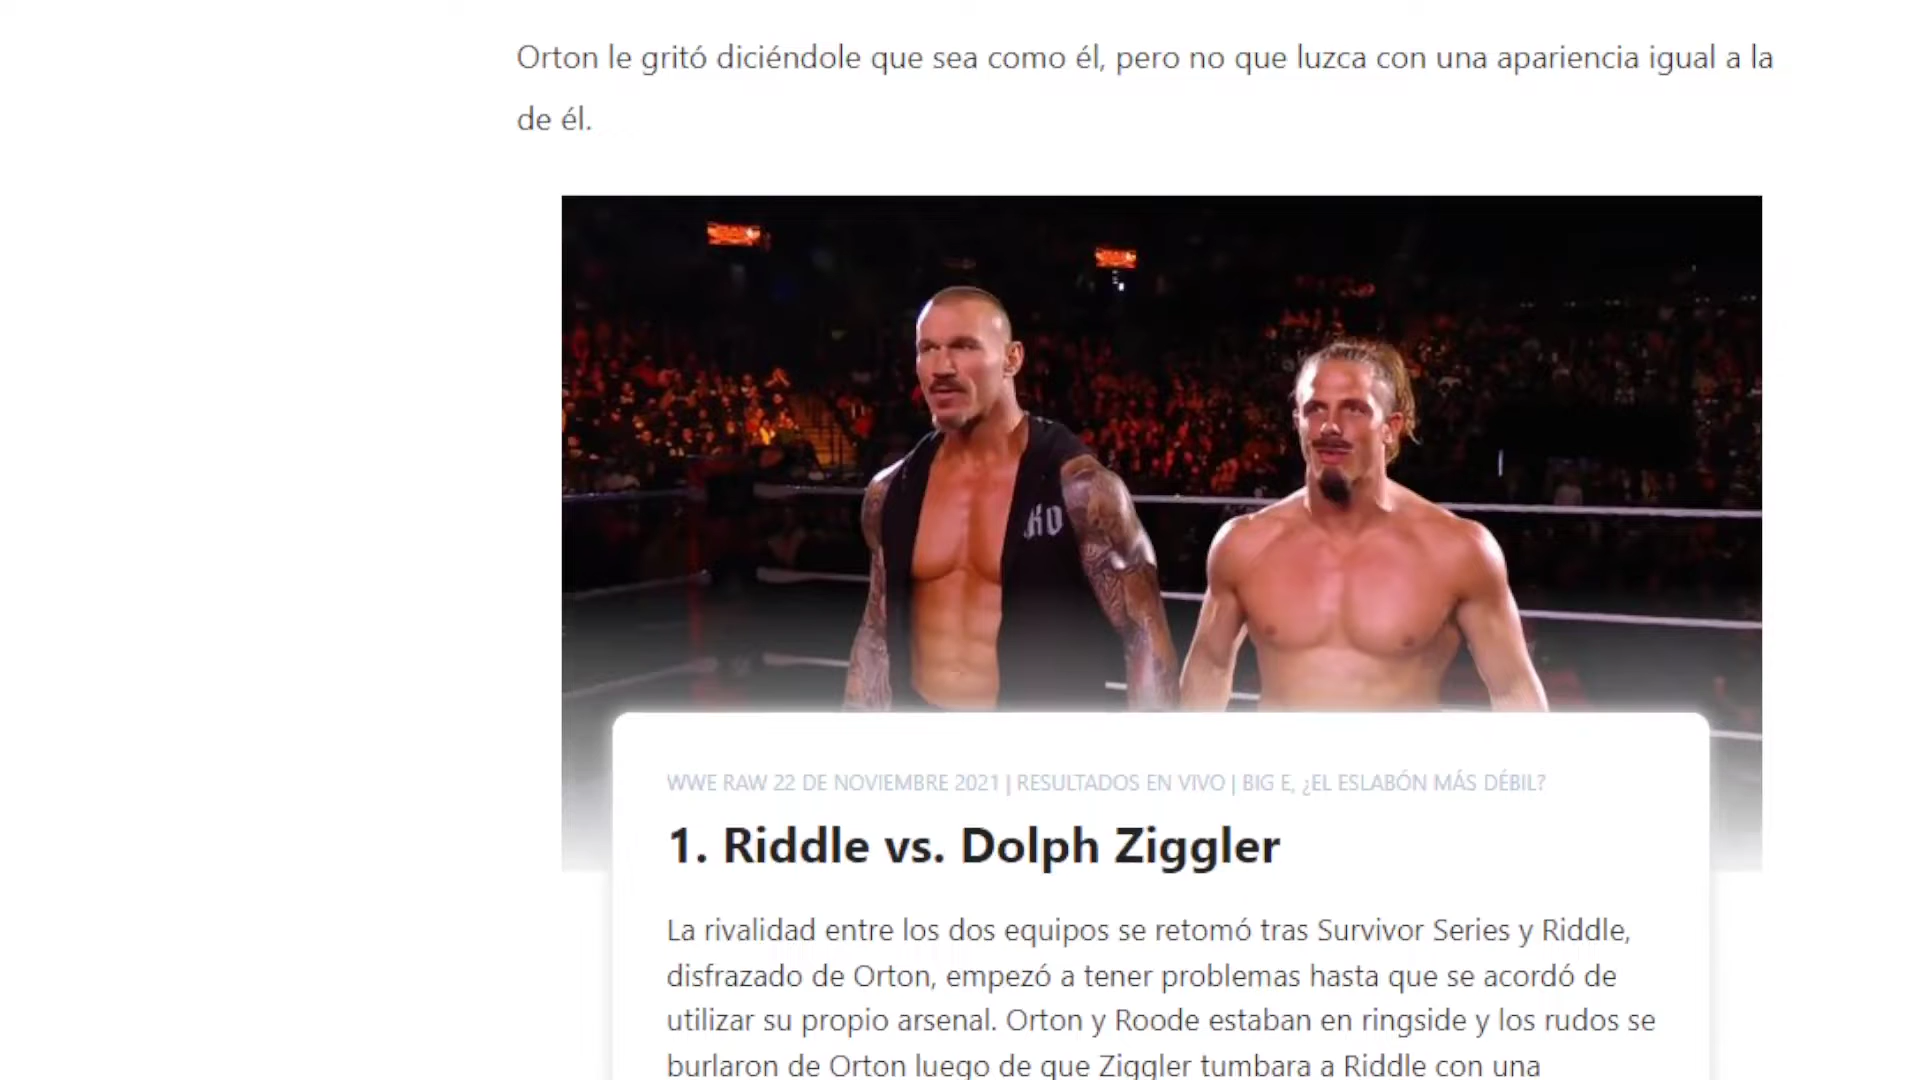 Orton le gritó diciéndole que sea como él, pero no que luzca con una apariencia igual a la
de él.
KO
WWE RAW 22 DE NOVIEMBRE 2021 | RESULTADOS EN VIVO | BIG E, ¿EL ESLABÓN MÁS DÉBIL?
1. Riddle vs. Dolph Ziggler
La rivalidad entre los dos equipos se retomó tras Survivor Series y Riddle,
disfrazado de Orton, empezó a tener problemas hasta que se acordó de
utilizar su propio arsenal. Orton y Roode estaban en ringside y los rudos se
burlaron de Orton luego de que Ziggler tumbara a Riddle con una